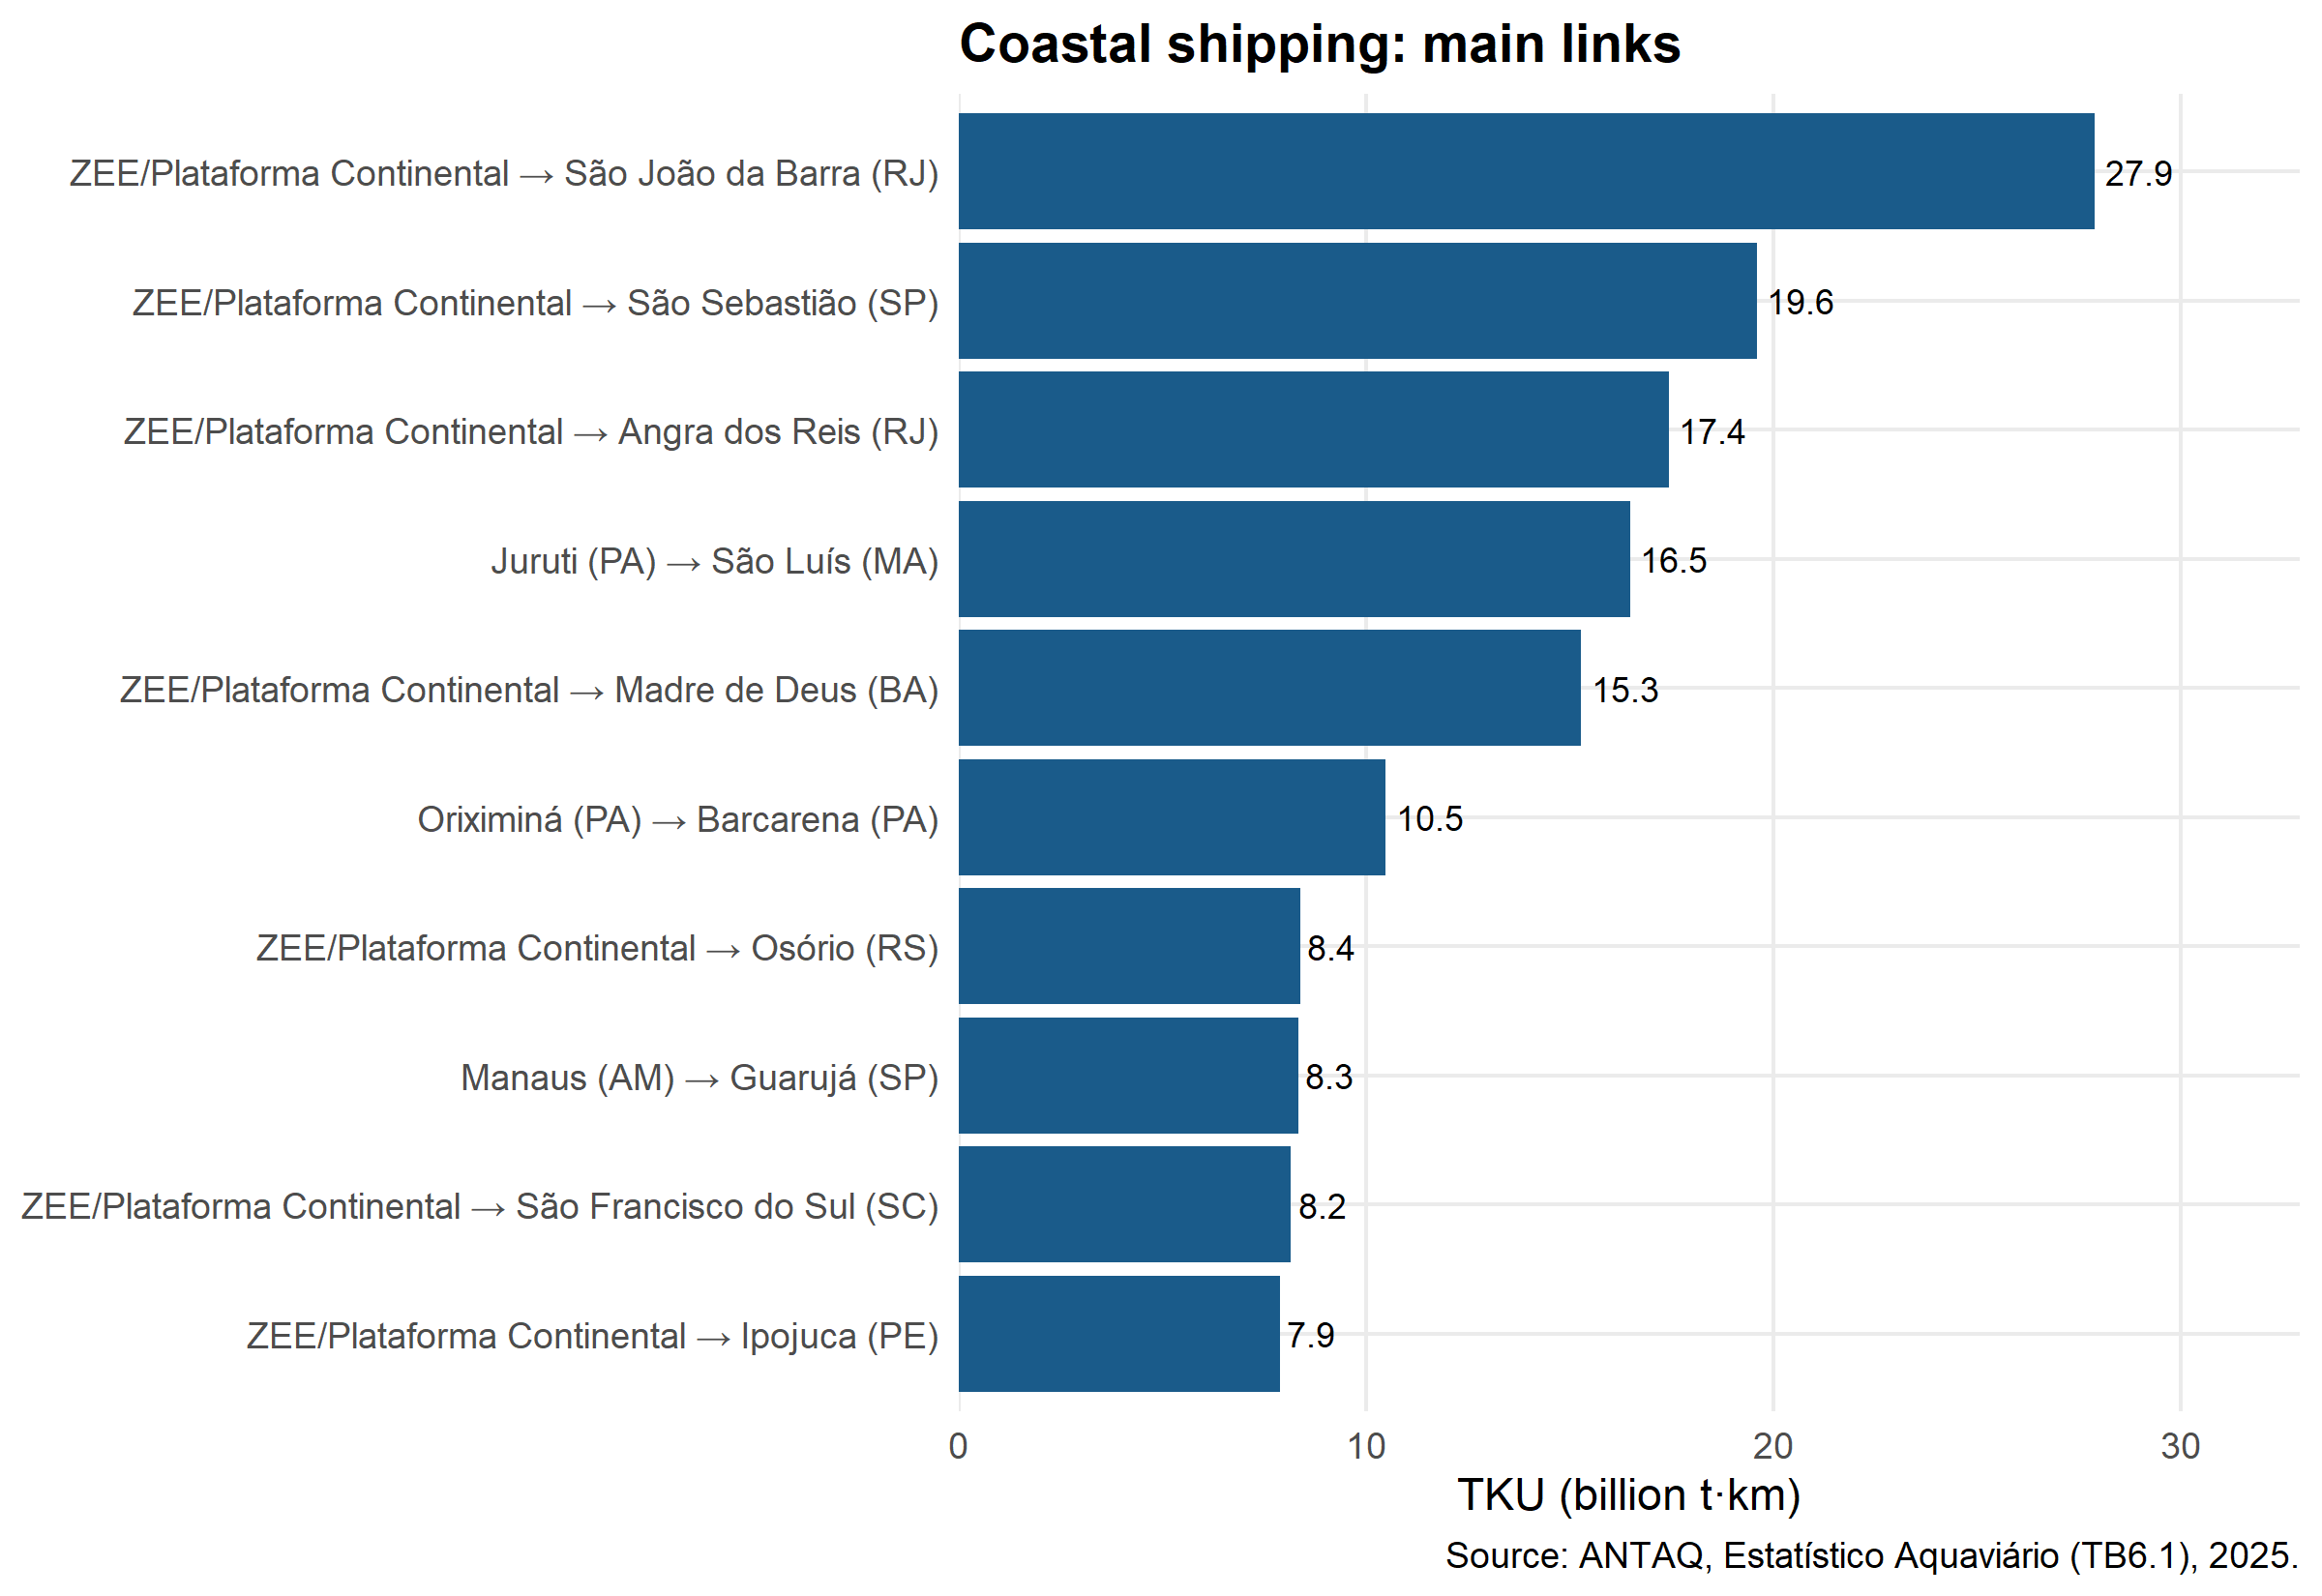 Coastal shipping: main links
ZEE/Plataforma Continental → São João da Barra (RJ) 27.9
ZEE/Plataforma Continental → São Sebastião (SP) 19.6
ZEE/Plataforma Continental → Angra dos Reis (RJ) 17.4
Juruti (PA) → São Luís (MA) 16.5
ZEE/Plataforma Continental → Madre de Deus (BA) 15.3
Oriximiná (PA) → Barcarena (PA) 10.5
ZEE/Plataforma Continental → Osório (RS) 8.4
Manaus (AM) → Guarujá (SP) 8.3
ZEE/Plataforma Continental → São Francisco do Sul (SC) 8.2
ZEE/Plataforma Continental → Ipojuca (PE) 7.9
0 10 20 30
TKU (billion t·km)
Source: ANTAQ, Estatístico Aquaviário (TB6.1), 2025.